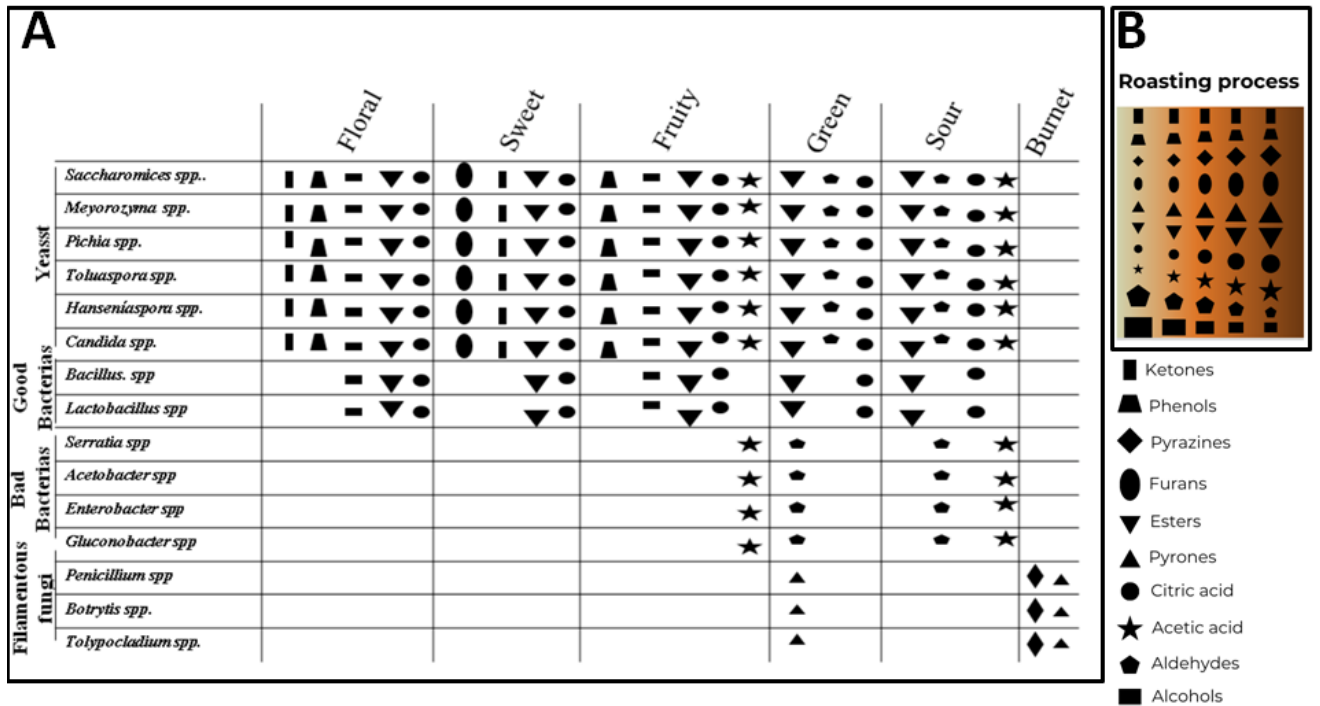 A
Floral
Sweet
Fruity
Green
Sour
Burnet
Yeasst
Saccharomices spp..
Meyorozyma spp.
Pichia spp.
Toluaspora spp.
Hanseníaspora spp.
Candida spp.
Good
Bacterias
Bacillus. spp
Lactobacillus spp
Bad
Bacterias
Serratia spp
Acetobacter spp
Enterobacter spp
Gluconobacter spp
Filamentous
fungi
Penicillium spp
Botrytis spp.
Tolypocladium spp.
B
Roasting process
Ketones
Phenols
Pyrazines
Furans
Esters
Pyrones
Citric acid
Acetic acid
Aldehydes
Alcohols